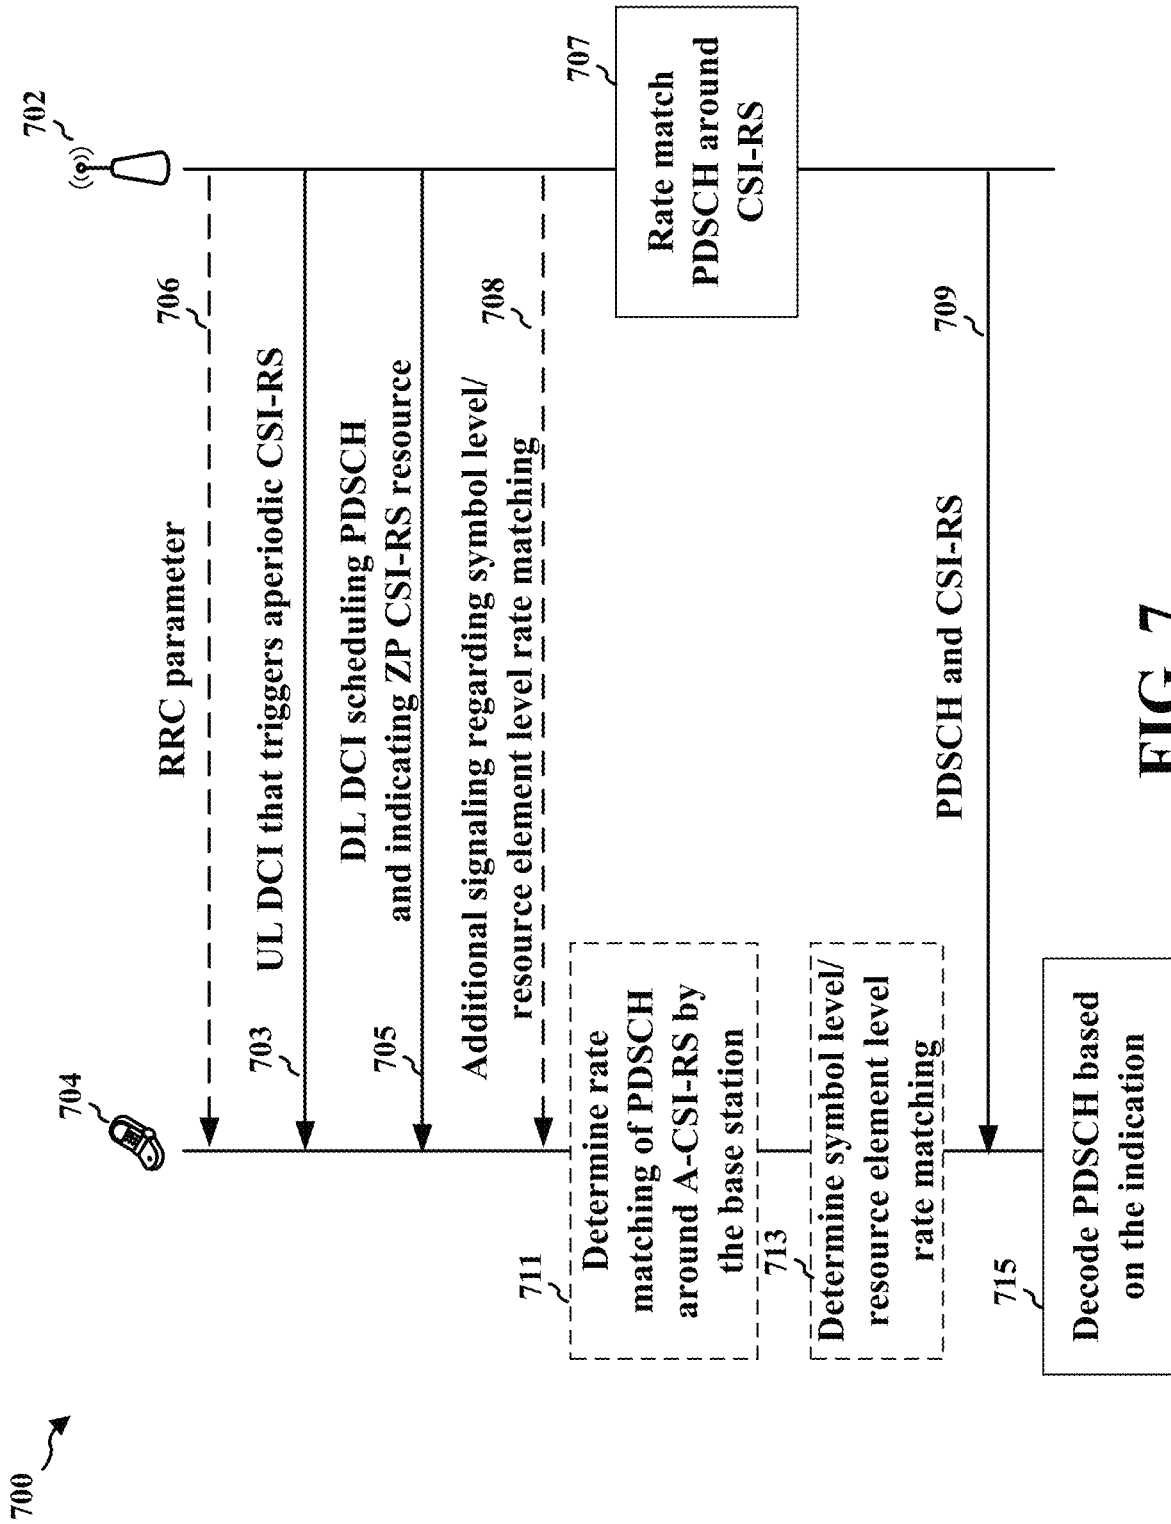 700
704
702
RRC parameter
706
UL DCI that triggers aperiodic CSI-RS
703
DL DCI scheduling PDSCH
and indicating ZP CSI-RS resource
705
Additional signaling regarding symbol level/
resource element level rate matching
708
707
Rate match
PDSCH around
CSI-RS
711
Determine rate
matching of PDSCH
around A-CSI-RS by
the base station
713
Determine symbol level/
resource element level
rate matching
PDSCH and CSI-RS
709
715
Decode PDSCH based
on the indication
FIG. 7